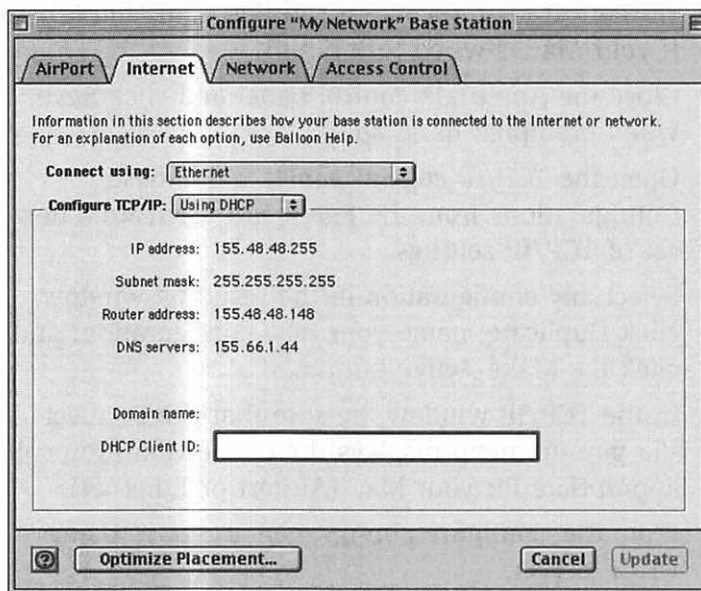 Configure “My Network” Base Station
AirPort Internet Network Access Control
Information in this section describes how your base station is connected to the Internet or network.
For an explanation of each option, use Balloon Help.
Connect using: Ethernet
Configure TCP/IP: Using DHCP
IP address: 155.48.48.255
Subnet mask: 255.255.255.255
Router address: 155.48.48.148
DNS servers: 155.66.1.44
Domain name:
DHCP Client ID:
? Optimize Placement... Cancel Update